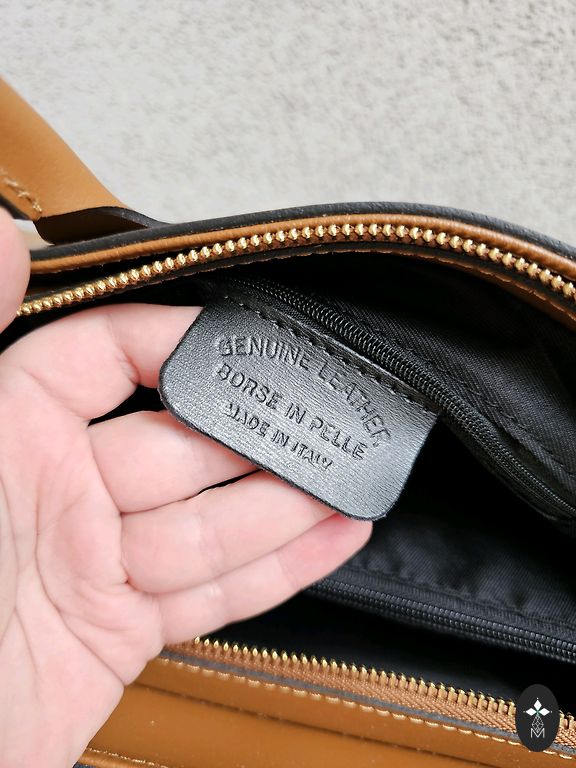 GENUINE LEATHER
BORSE IN PELLE
MADE IN ITALY
M